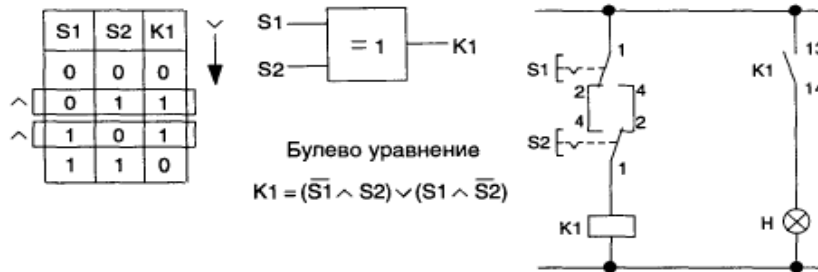 S1 S2 K1
0 0 0
0 1 1
1 0 1
1 1 0
S1
S2
= 1
K1
Булево уравнение
K1 = (S̅1̅ ∧ S2) ∨ (S1 ∧ S̅2̅)
S1
1
2
4
4
2
S2
1
K1
K1
13
14
H